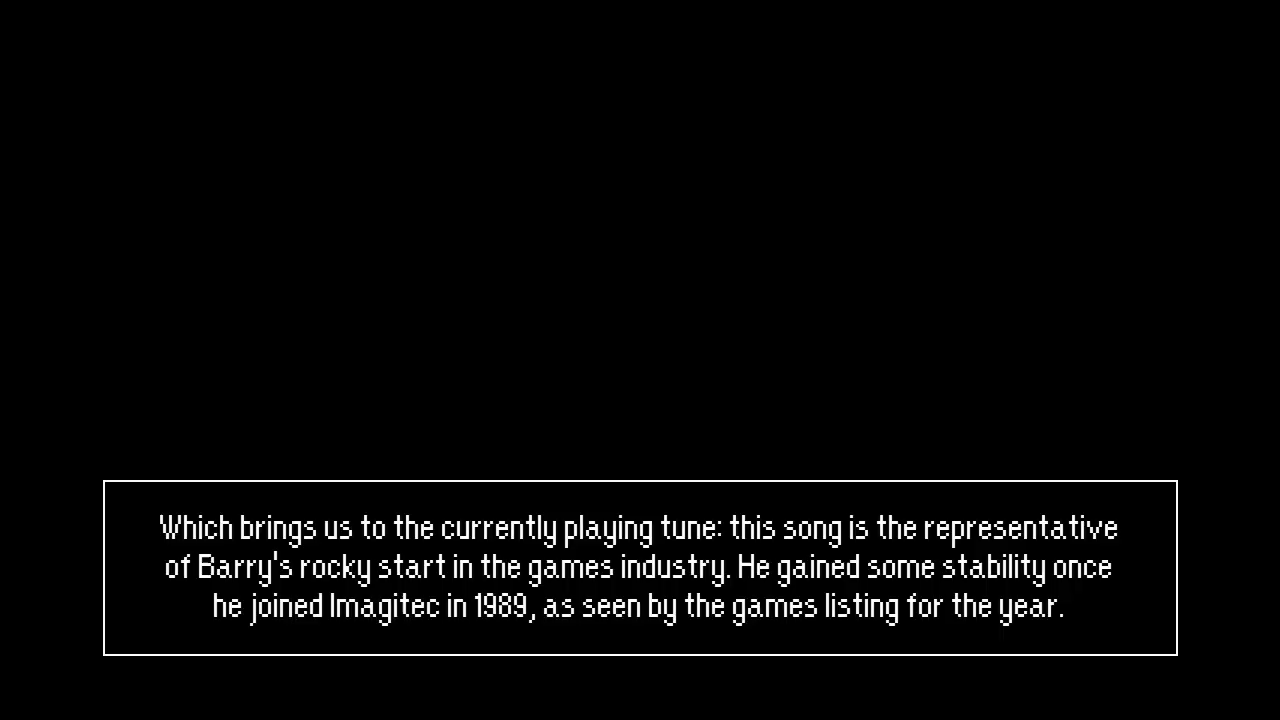 Which brings us to the currently playing tune: this song is the representative
of Barry's rocky start in the games industry. He gained some stability once
he joined Imagitec in 1989, as seen by the games listing for the year.